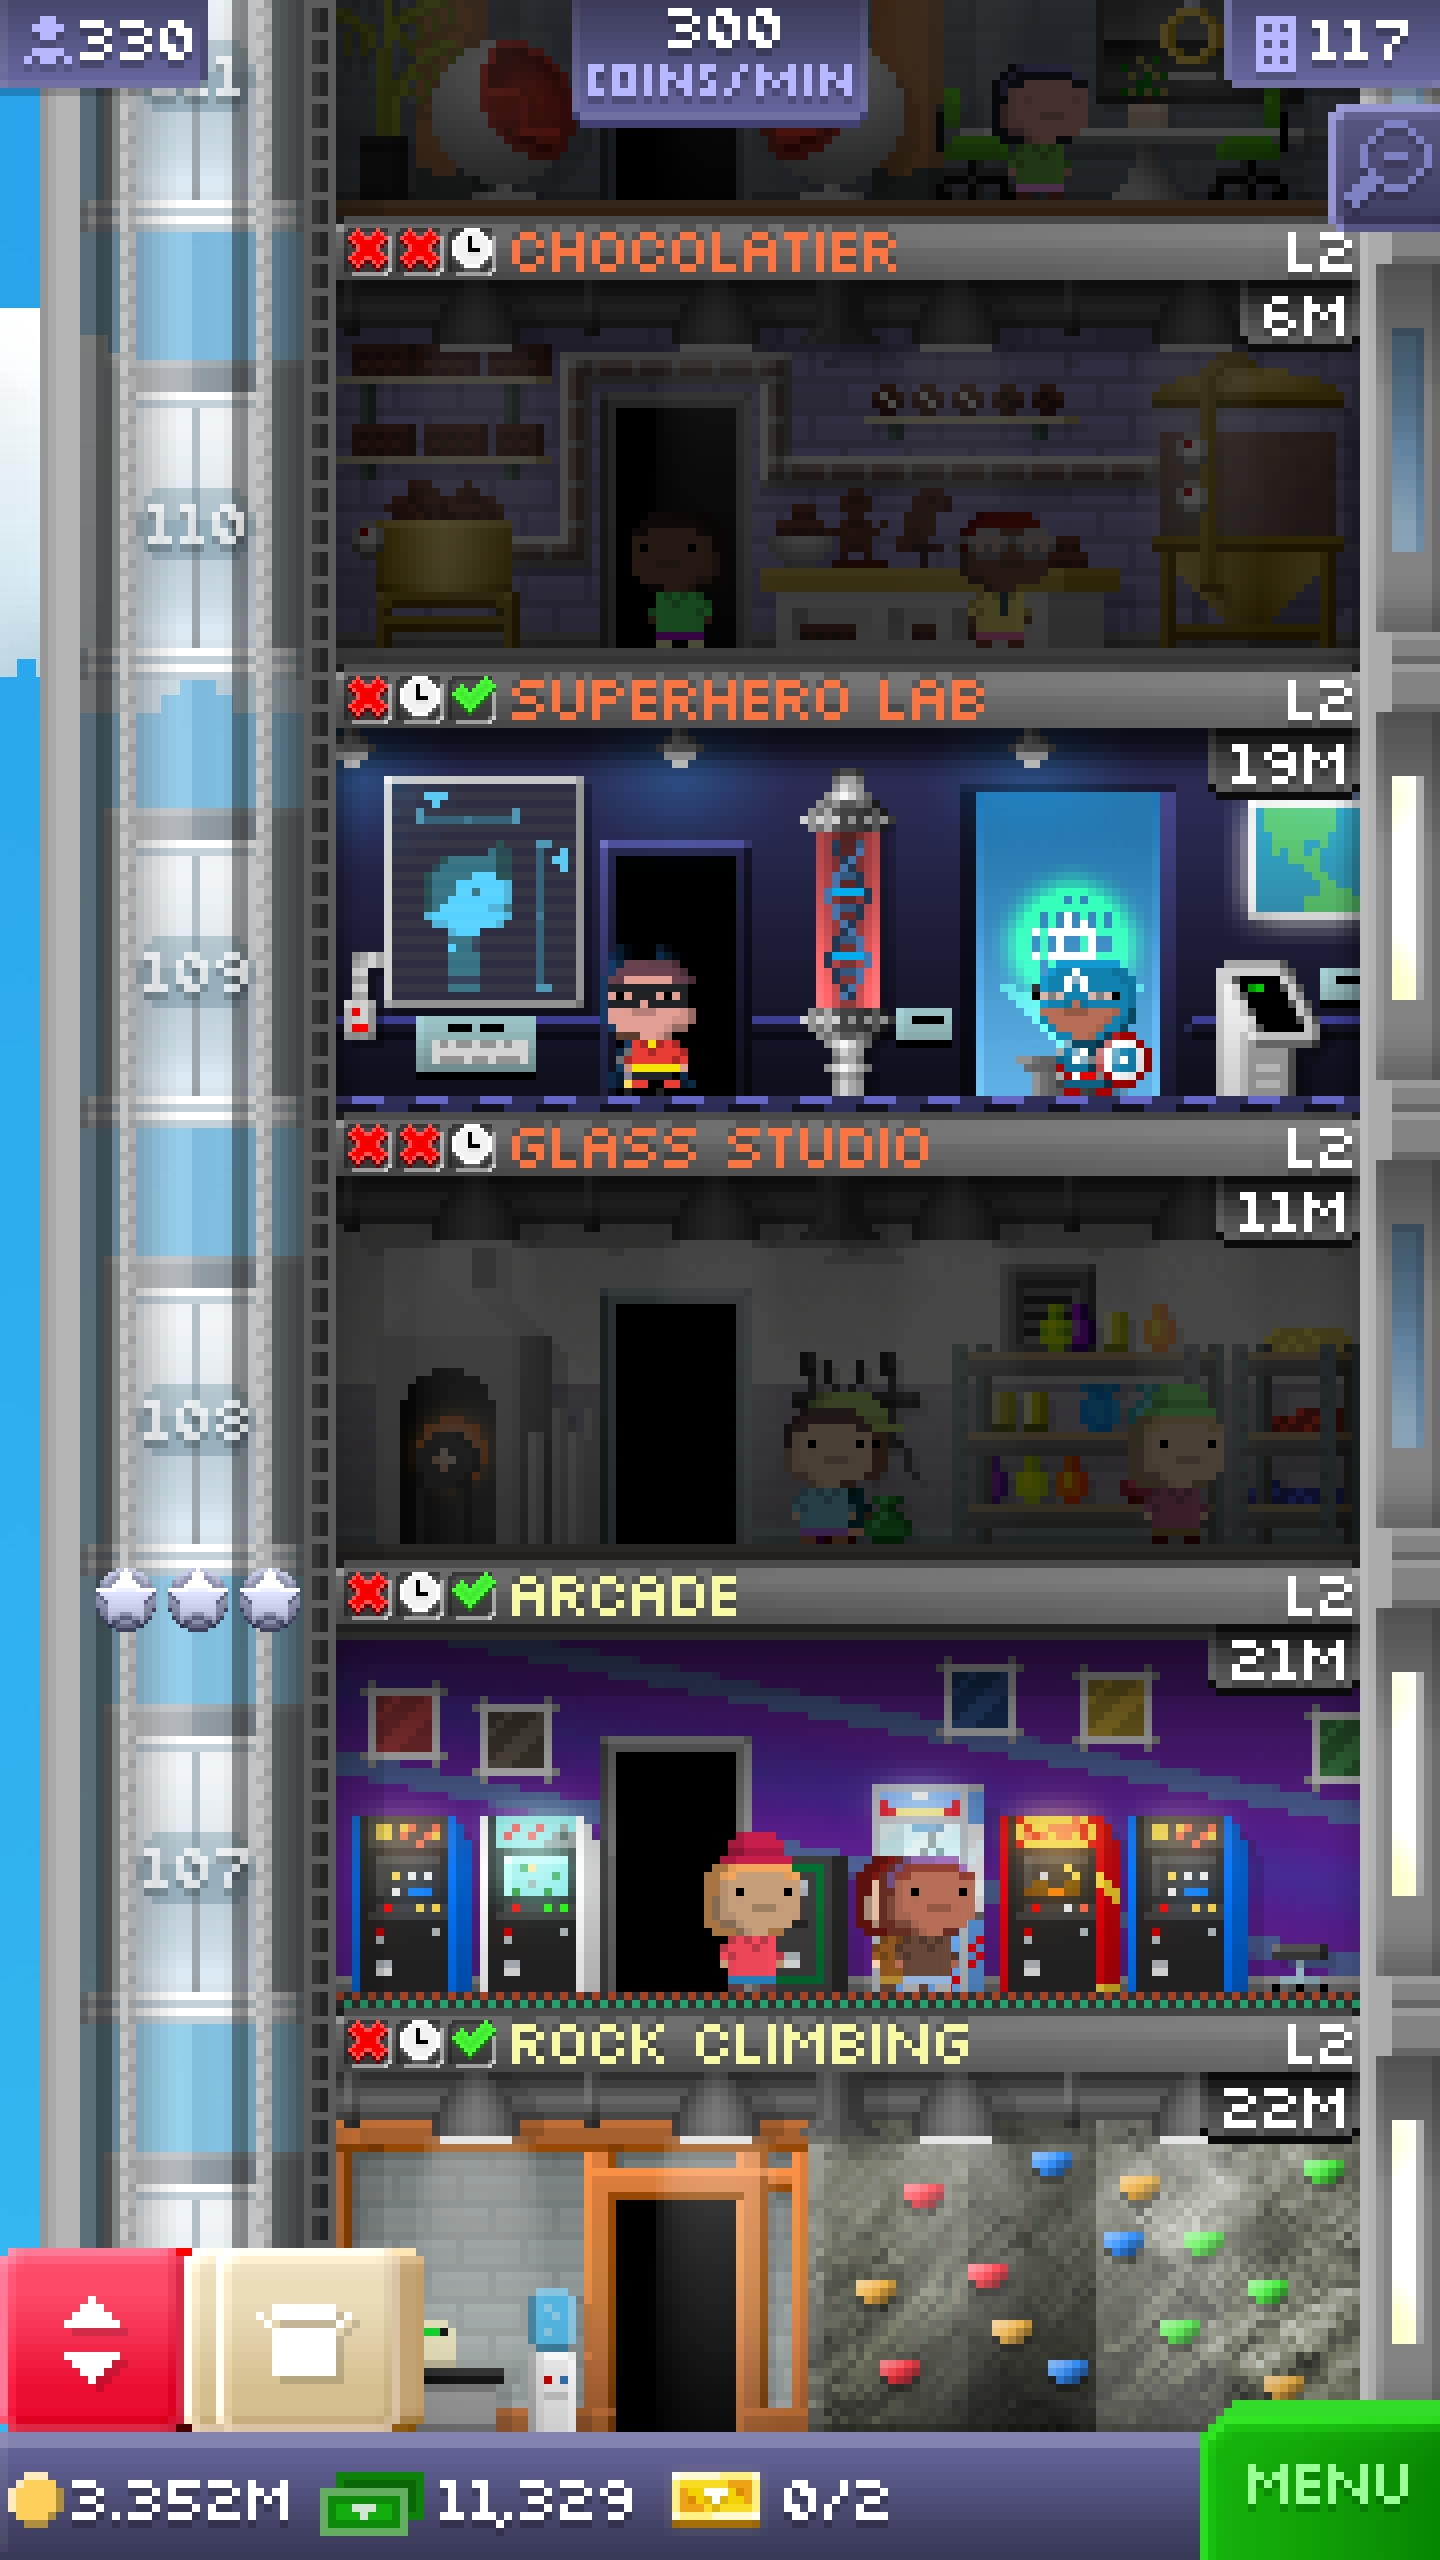 330
300
COINS/MIN
117
CHOCOLATIER
L2
6M
110
SUPERHERO LAB
L2
19M
109
GLASS STUDIO
L2
11M
108
ARCADE
L2
21M
107
ROCK CLIMBING
L2
22M
3.352M
11,329
0/2
MENU